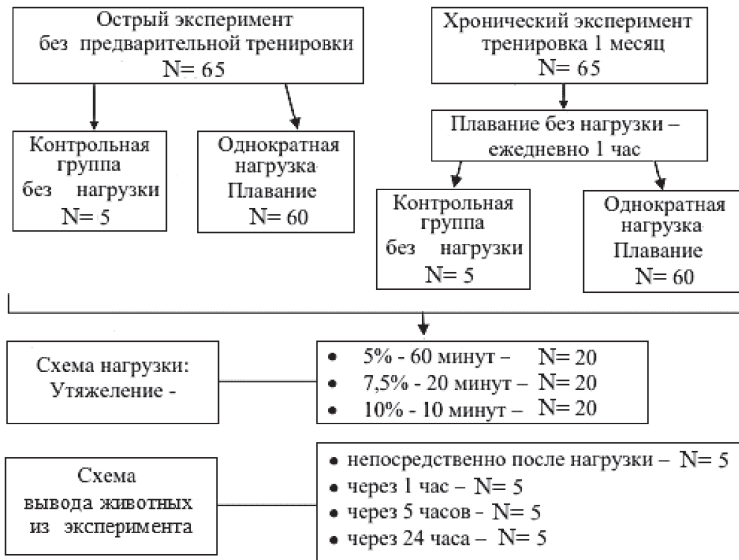 Острый эксперимент
без предварительной тренировки
N= 65
Хронический эксперимент
тренировка 1 месяц
N= 65
Плавание без нагрузки –
ежедневно 1 час
Контрольная
группа
без нагрузки
N= 5
Однократная
нагрузка-
Плавание
N= 60
Контрольная
группа
без нагрузки
N= 5
Однократная
нагрузка-
Плавание
N= 60
Схема нагрузки:
Утяжеление -
• 5% - 60 минут – N= 20
• 7,5% - 20 минут – N= 20
• 10% - 10 минут – N= 20
Схема
вывода животных
из эксперимента
• непосредственно после нагрузки – N= 5
• через 1 час – N= 5
• через 5 часов - N= 5
• через 24 часа – N= 5